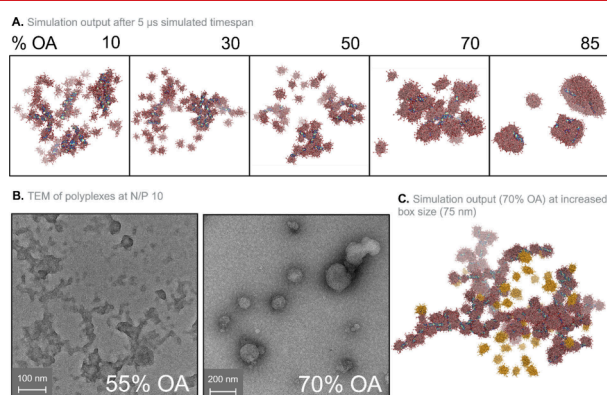 A. Simulation output after 5 µs simulated timespan
% OA 10 30 50 70 85
B. TEM of polyplexes at N/P 10
100 nm
55% OA
200 nm
70% OA
C. Simulation output (70% OA) at increased
box size (75 nm)